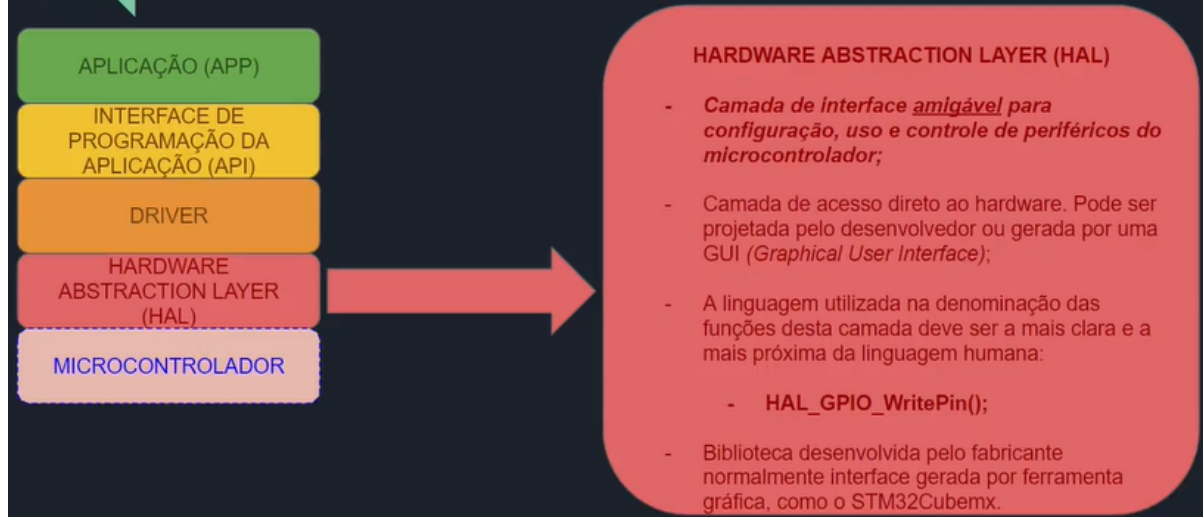 APLICAÇÃO (APP)
INTERFACE DE
PROGRAMAÇÃO DA
APLICAÇÃO (API)
DRIVER
HARDWARE
ABSTRACTION LAYER
(HAL)
MICROCONTROLADOR
HARDWARE ABSTRACTION LAYER (HAL)
- Camada de interface amigável para
configuração, uso e controle de periféricos do
microcontrolador;
- Camada de acesso direto ao hardware. Pode ser
projetada pelo desenvolvedor ou gerada por uma
GUI (Graphical User Interface);
- A linguagem utilizada na denominação das
funções desta camada deve ser a mais clara e a
mais próxima da linguagem humana:
- HAL_GPIO_WritePin();
- Biblioteca desenvolvida pelo fabricante
normalmente interface gerada por ferramenta
gráfica, como o STM32Cubemx.